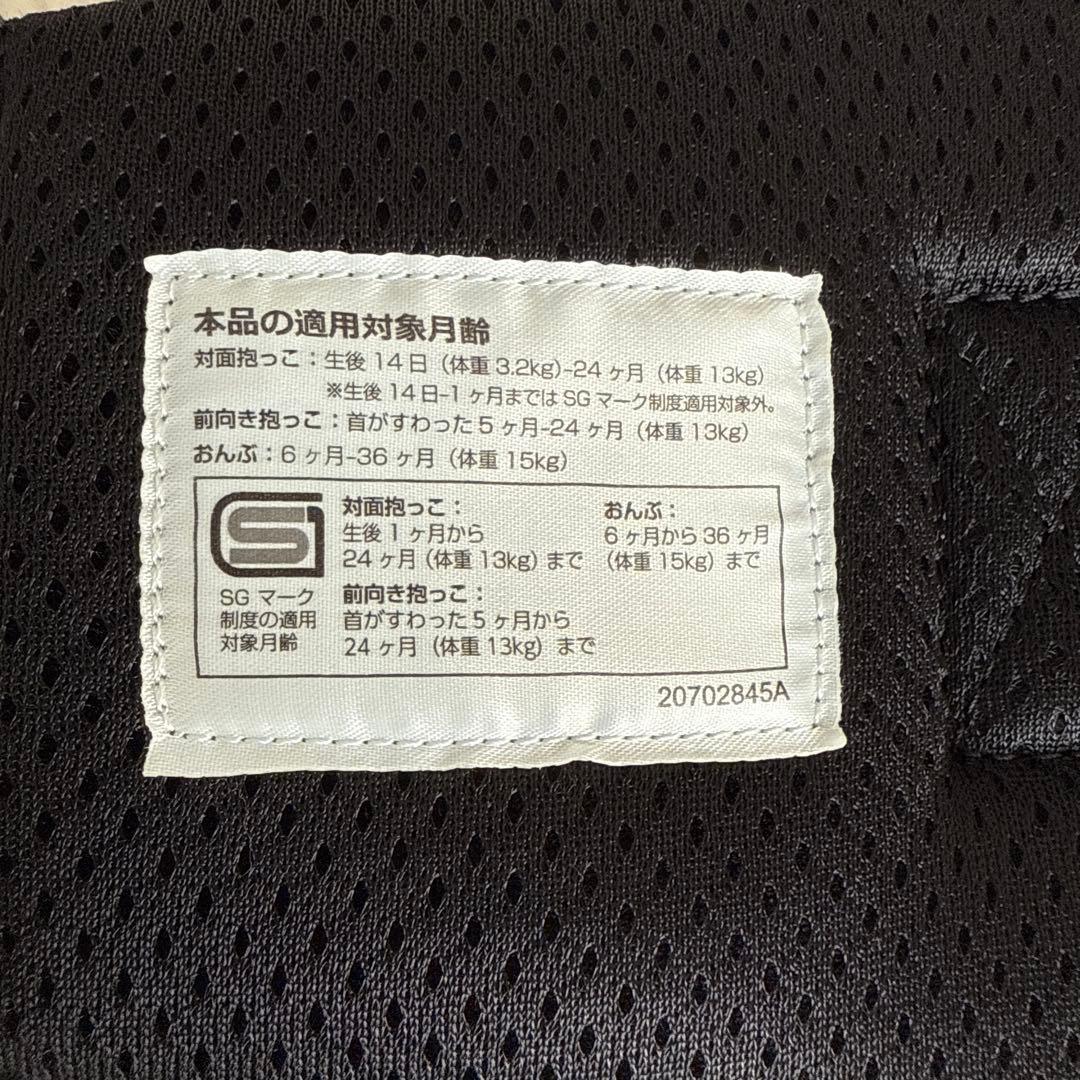 本品の適用対象月齢
対面抱っこ：生後 14 日（体重 3.2kg)-24 ヶ月（体重 13kg）
※生後 14 日-1 ヶ月までは SG マーク制度適用対象外。
前向き抱っこ：首がすわった 5 ヶ月-24 ヶ月（体重 13kg）
おんぶ：6 ヶ月-36 ヶ月（体重 15kg）
SG マーク
制度の適用
対象月齢
対面抱っこ：
生後 1 ヶ月から
24 ヶ月（体重 13kg）まで
前向き抱っこ：
首がすわった 5 ヶ月から
24 ヶ月（体重 13kg）まで
おんぶ：
6 ヶ月から 36 ヶ月
（体重 15kg）まで
20702845A